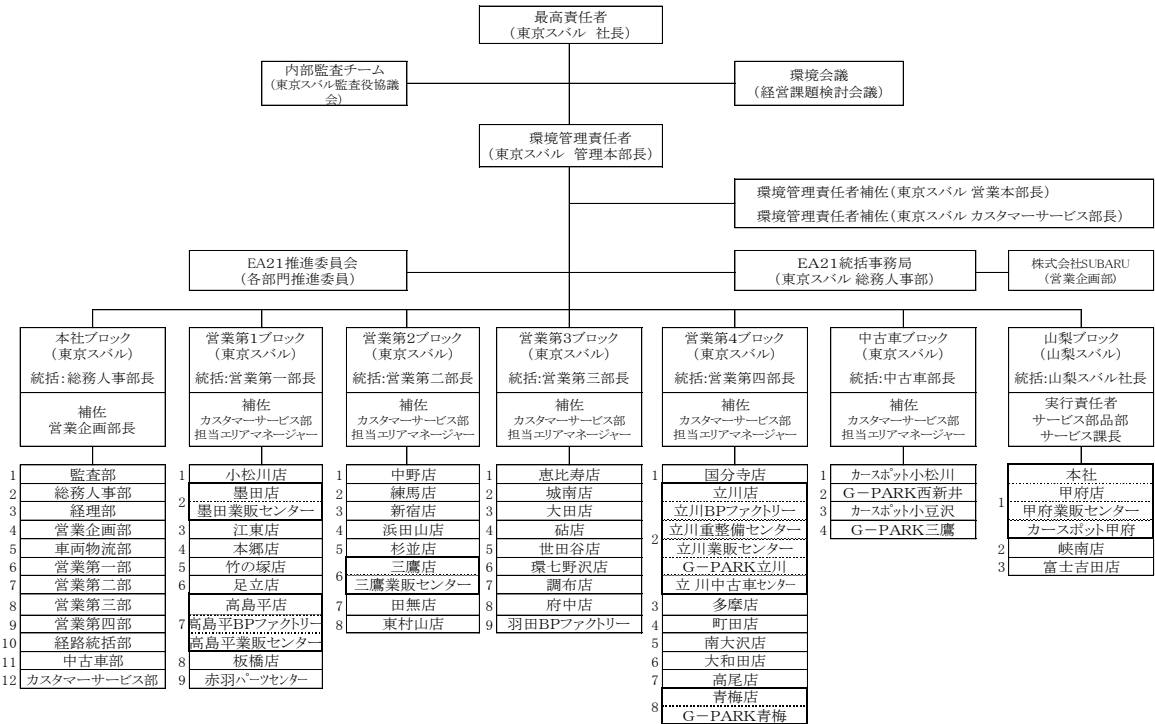 最高責任者
(東京スバル 社長)
内部監査チーム
(東京スバル監査役協議
会)
環境会議
(経営課題検討会議)
環境管理責任者
(東京スバル 管理本部長)
環境管理責任者補佐(東京スバル 営業本部長)
環境管理責任者補佐(東京スバル カスタマーサービス部長)
EA21推進委員会
(各部門推進委員)
EA21統括事務局
(東京スバル 総務人事部)
株式会社SUBARU
(営業企画部)
本社ブロック
(東京スバル)
統括:総務人事部長
補佐
営業企画部長
1 監査部
2 総務人事部
3 経理部
4 営業企画部
5 車両物流部
6 営業第一部
7 営業第二部
8 営業第三部
9 営業第四部
10 経路統括部
11 中古車部
12 カスタマーサービス部
営業第1ブロック
(東京スバル)
統括:営業第一部長
補佐
カスタマーサービス部
担当エリアマネージャー
1 小松川店
2 墨田店
墨田業販センター
3 江東店
4 本郷店
5 竹の塚店
6 足立店
高島平店
7 高島平BPファクトリー
高島平業販センター
8 板橋店
9 赤羽パーツセンター
営業第2ブロック
(東京スバル)
統括:営業第二部長
補佐
カスタマーサービス部
担当エリアマネージャー
1 中野店
2 練馬店
3 新宿店
4 浜田山店
5 杉並店
6 三鷹店
三鷹業販センター
7 田無店
8 東村山店
営業第3ブロック
(東京スバル)
統括:営業第三部長
補佐
カスタマーサービス部
担当エリアマネージャー
1 恵比寿店
2 城南店
3 大田店
4 砧店
5 世田谷店
6 環七野沢店
7 調布店
8 府中店
9 羽田BPファクトリー
営業第4ブロック
(東京スバル)
統括:営業第四部長
補佐
カスタマーサービス部
担当エリアマネージャー
1 国分寺店
立川店
立川BPファクトリー
2 立川重整備センター
立川業販センター
G-PARK立川
立川中古車センター
3 多摩店
4 町田店
5 南大沢店
6 大和田店
7 高尾店
8 青梅店
G-PARK青梅
中古車ブロック
(東京スバル)
統括:中古車部長
補佐
カスタマーサービス部
担当エリアマネージャー
1 カースポット小松川
2 G-PARK西新井
3 カースポット小豆沢
4 G-PARK三鷹
山梨ブロック
(山梨スバル)
統括:山梨スバル社長
実行責任者
サービス部品部
サービス課長
本社
1 甲府店
甲府業販センター
カースポット甲府
2 峡南店
3 富士吉田店